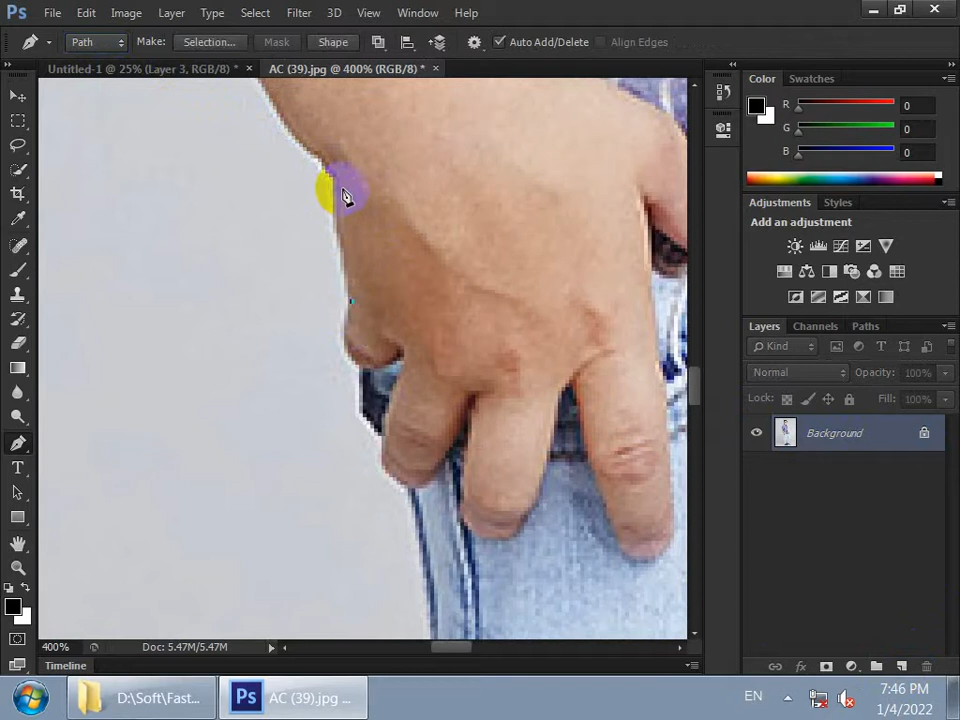 Ps File Edit Image Layer Type Select Filter 3D View Window Help
Path Make: Selection... Mask Shape Auto Add/Delete Align Edges
Untitled-1 @ 25% (Layer 3, RGB/8) * × AC (39).jpg @ 400% (RGB/8) * ×
Color Swatches
R 0
G 0
B 0
Adjustments Styles
Add an adjustment
Layers Channels Paths
Kind
Normal Opacity: 100%
Lock: Fill: 100%
Background
T
400% Doc: 5.47M/5.47M
Timeline
D:\Soft\Fast... Ps AC (39).jpg ... EN 7:46 PM
1/4/2022